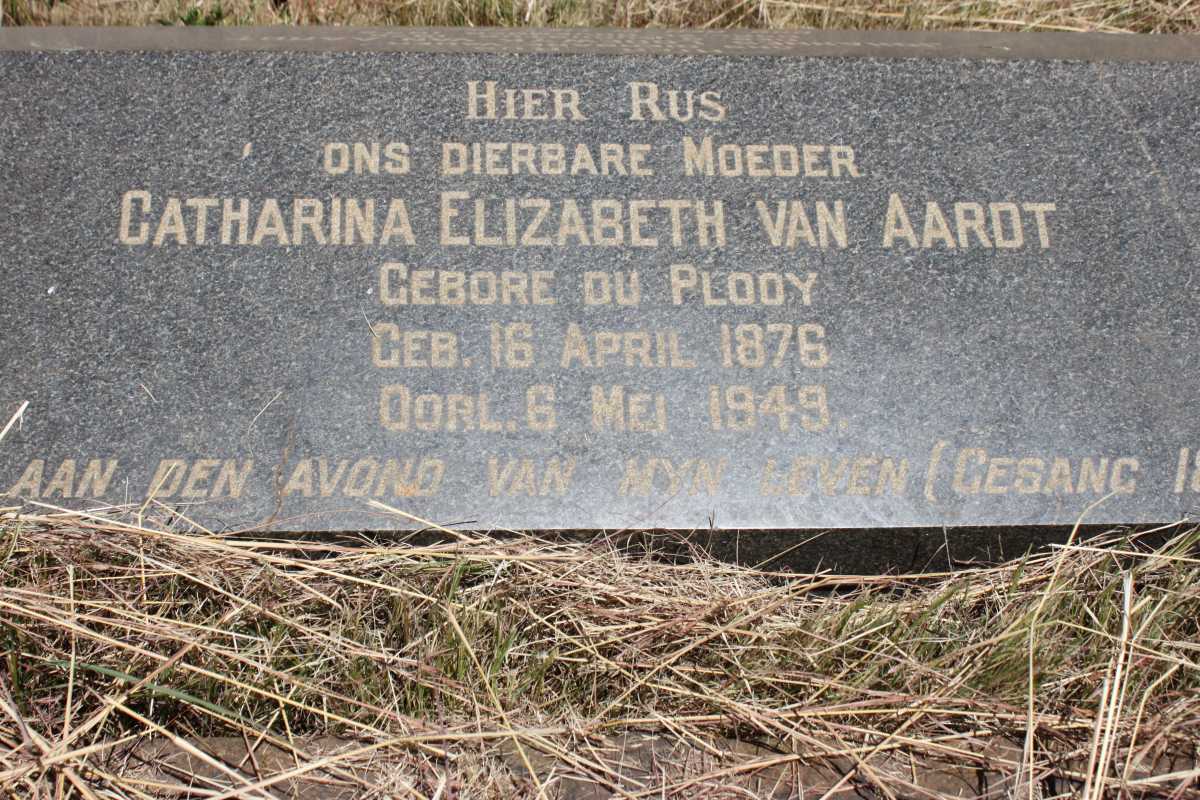 HIER RUS
ONS DIERBARE MOEDER
CATHARINA ELIZABETH VAN AARDT
GEBORE DU PLOOY
GEB. 16 APRIL 1876
OORL. 6 MEI 1949.
AAN DEN AVOND VAN MYN LEVEN (GESANG